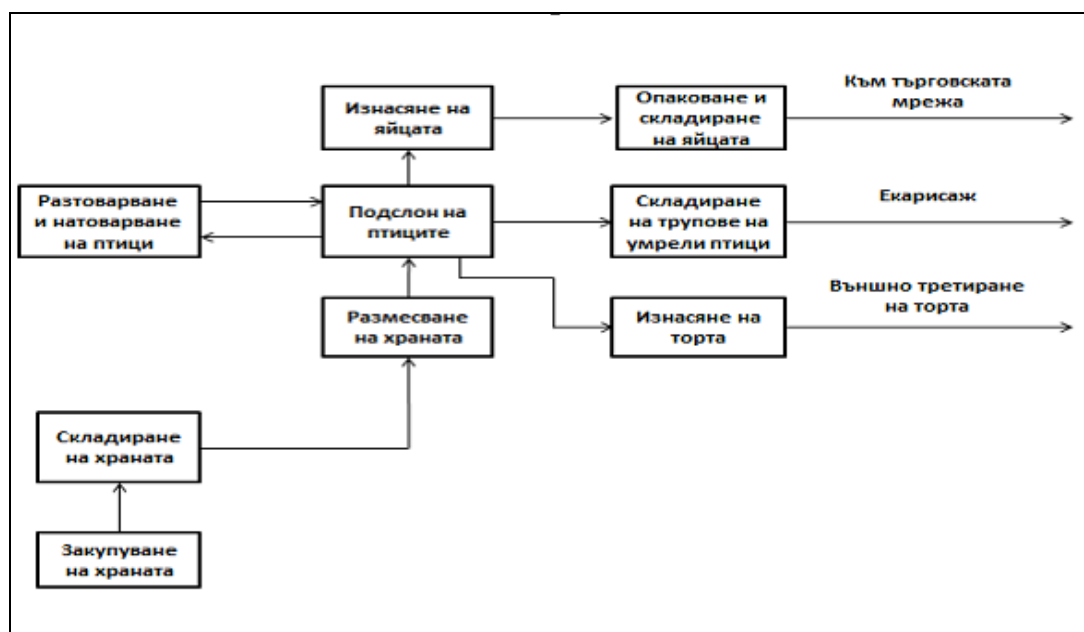 Към търговската
мрежа
Изнасяне на
яйцата
Опаковане и
складиране
на яйцата
Разтоварване
и натоварване
на птици
Подслон на
птиците
Складиране
на трупове на
умрели птици
Екарисаж
Външно третиране
на торта
Размесване
на храната
Изнасяне на
торта
Складиране
на храната
Закупуване
на храната